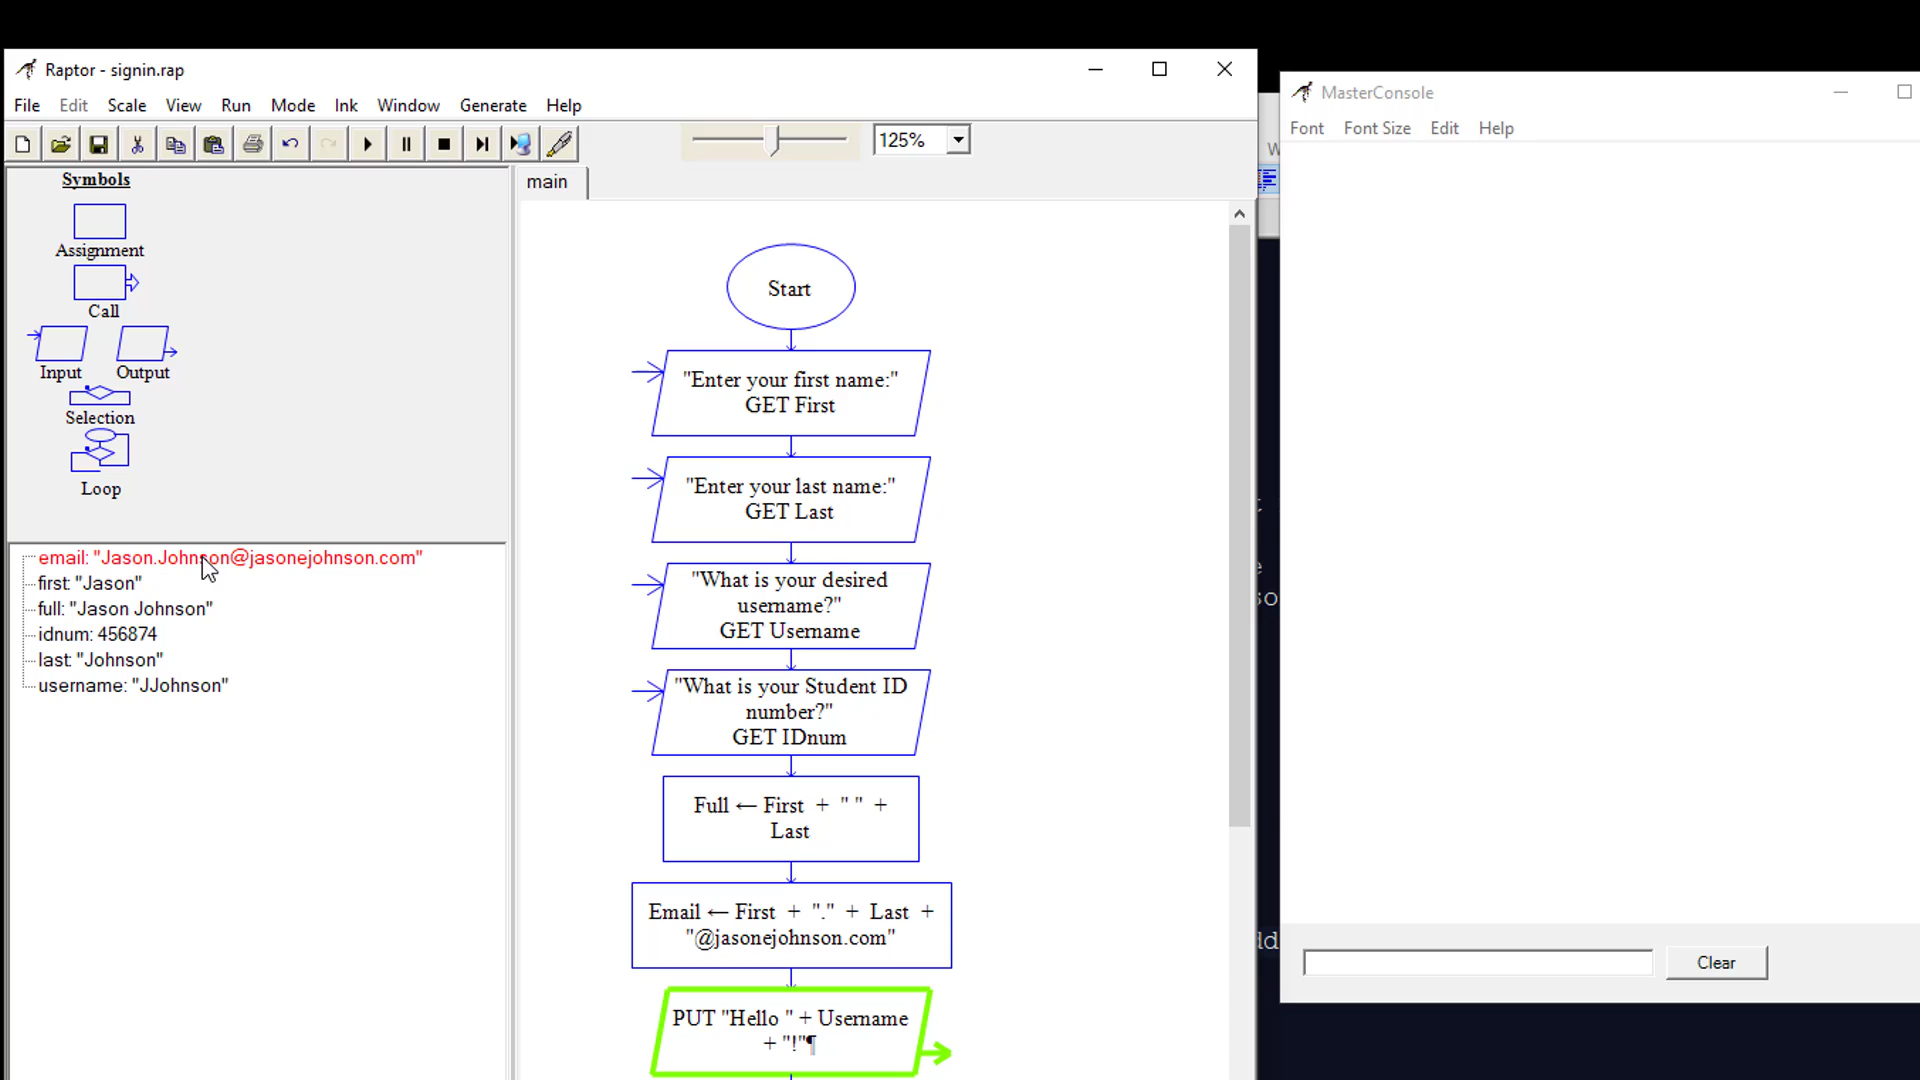 Raptor - signin.rap
File Edit Scale View Run Mode Ink Window Generate Help
125%
Symbols
Assignment
Call
Input Output
Selection
Loop
email: "Jason.Johnson@jasonejohnson.com"
first: "Jason"
full: "Jason Johnson"
idnum: 456874
last: "Johnson"
username: "JJohnson"
main
Start
"Enter your first name:"
GET First
"Enter your last name:"
GET Last
"What is your desired
username?"
GET Username
"What is your Student ID
number?"
GET IDnum
Full ← First + " " +
Last
Email ← First + "." + Last +
"@jasonejohnson.com"
PUT "Hello " + Username
+ "!"¶
MasterConsole
Font Font Size Edit Help
Clear